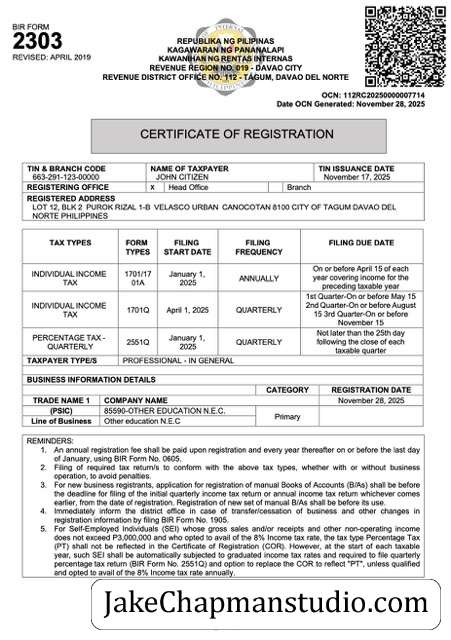 BIR FORM
2303
REVISED: APRIL 2019
REPUBLIKA NG PILIPINAS
KAGAWARAN NG PANANALAPI
KAWANIHAN NG RENTAS INTERNAS
REVENUE REGION NO. 019 - DAVAO CITY
REVENUE DISTRICT OFFICE NO. 112 - TAGUM, DAVAO DEL NORTE
OCN: 112RC20250000007714
Date OCN Generated: November 28, 2025
CERTIFICATE OF REGISTRATION
TIN & BRANCH CODE NAME OF TAXPAYER TIN ISSUANCE DATE
663-291-123-00000 JOHN CITIZEN November 17, 2025
REGISTERING OFFICE X Head Office Branch
REGISTERED ADDRESS
LOT 12, BLK 2 PUROK RIZAL 1-B VELASCO URBAN CANOCOTAN 8100 CITY OF TAGUM DAVAO DEL
NORTE PHILIPPINES
TAX TYPES FORM TYPES FILING START DATE FILING FREQUENCY FILING DUE DATE
INDIVIDUAL INCOME TAX 1701/1701A January 1, 2025 ANNUALLY On or before April 15 of each year covering income for the preceding taxable year
INDIVIDUAL INCOME TAX 1701Q April 1, 2025 QUARTERLY 1st Quarter-On or before May 15 2nd Quarter-On or before August 15 3rd Quarter-On or before November 15
PERCENTAGE TAX - QUARTERLY 2551Q January 1, 2025 QUARTERLY Not later than the 25th day following the close of each taxable quarter
TAXPAYER TYPE/S PROFESSIONAL - IN GENERAL
BUSINESS INFORMATION DETAILS
CATEGORY REGISTRATION DATE
TRADE NAME 1 COMPANY NAME Primary November 28, 2025
(PSIC) 85590-OTHER EDUCATION N.E.C.
Line of Business Other education N.E.C
REMINDERS:
1. An annual registration fee shall be paid upon registration and every year thereafter on or before the last
day of January, using BIR Form No. 0605.
2. Filing of required tax return/s to conform with the above tax types, whether with or without business
operation, to avoid penalties.
3. For new business registrants, application for registration of manual Books of Accounts (B/As) shall be before
the deadline for filing of the initial quarterly income tax return or annual income tax return whichever comes
earlier, from the date of registration. Registration of new set of manual B/As shall be before its use.
4. Immediately inform the district office in case of transfer/cessation of business and other changes in
registration information by filing BIR Form No. 1905.
5. For Self-Employed Individuals (SEI) whose gross sales and/or receipts and other non-operating income
does not exceed P3,000,000 and who opted to avail of the 8% Income Tax rate, the tax type Percentage Tax
(PT) shall not be reflected in the Certificate of Registration (COR). However, at the start of each taxable
year, such SEI shall be automatically subjected to graduated income tax rates and required to file quarterly
percentage tax return (BIR Form No. 2551Q) and option to replace the COR to reflect "PT", unless qualified
and opted to avail of the 8% Income Tax rate annually.
JakeChapmanstudio.com